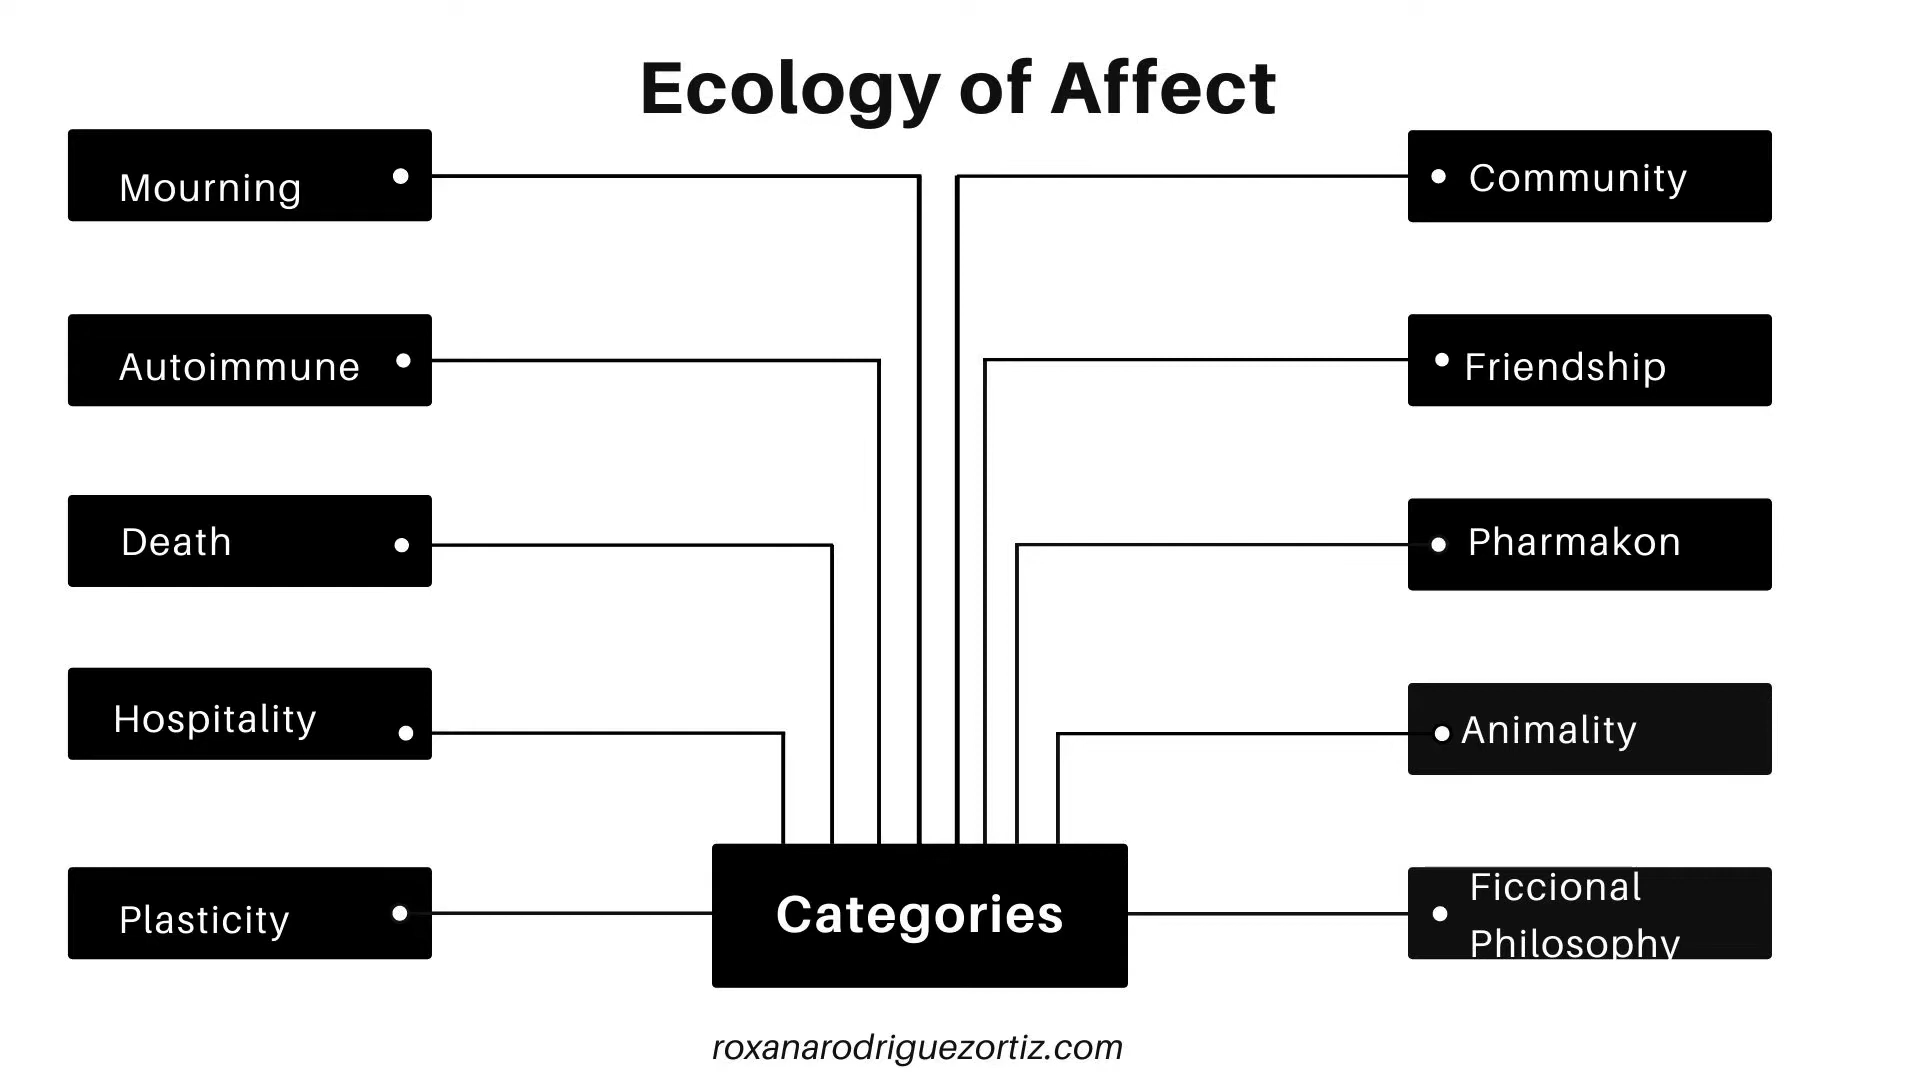 Ecology of Affect
Mourning
Autoimmune
Death
Hospitality
Plasticity
Community
Friendship
Pharmakon
Animality
Ficcional
Philosophy
Categories
roxanarodriguezortiz.com